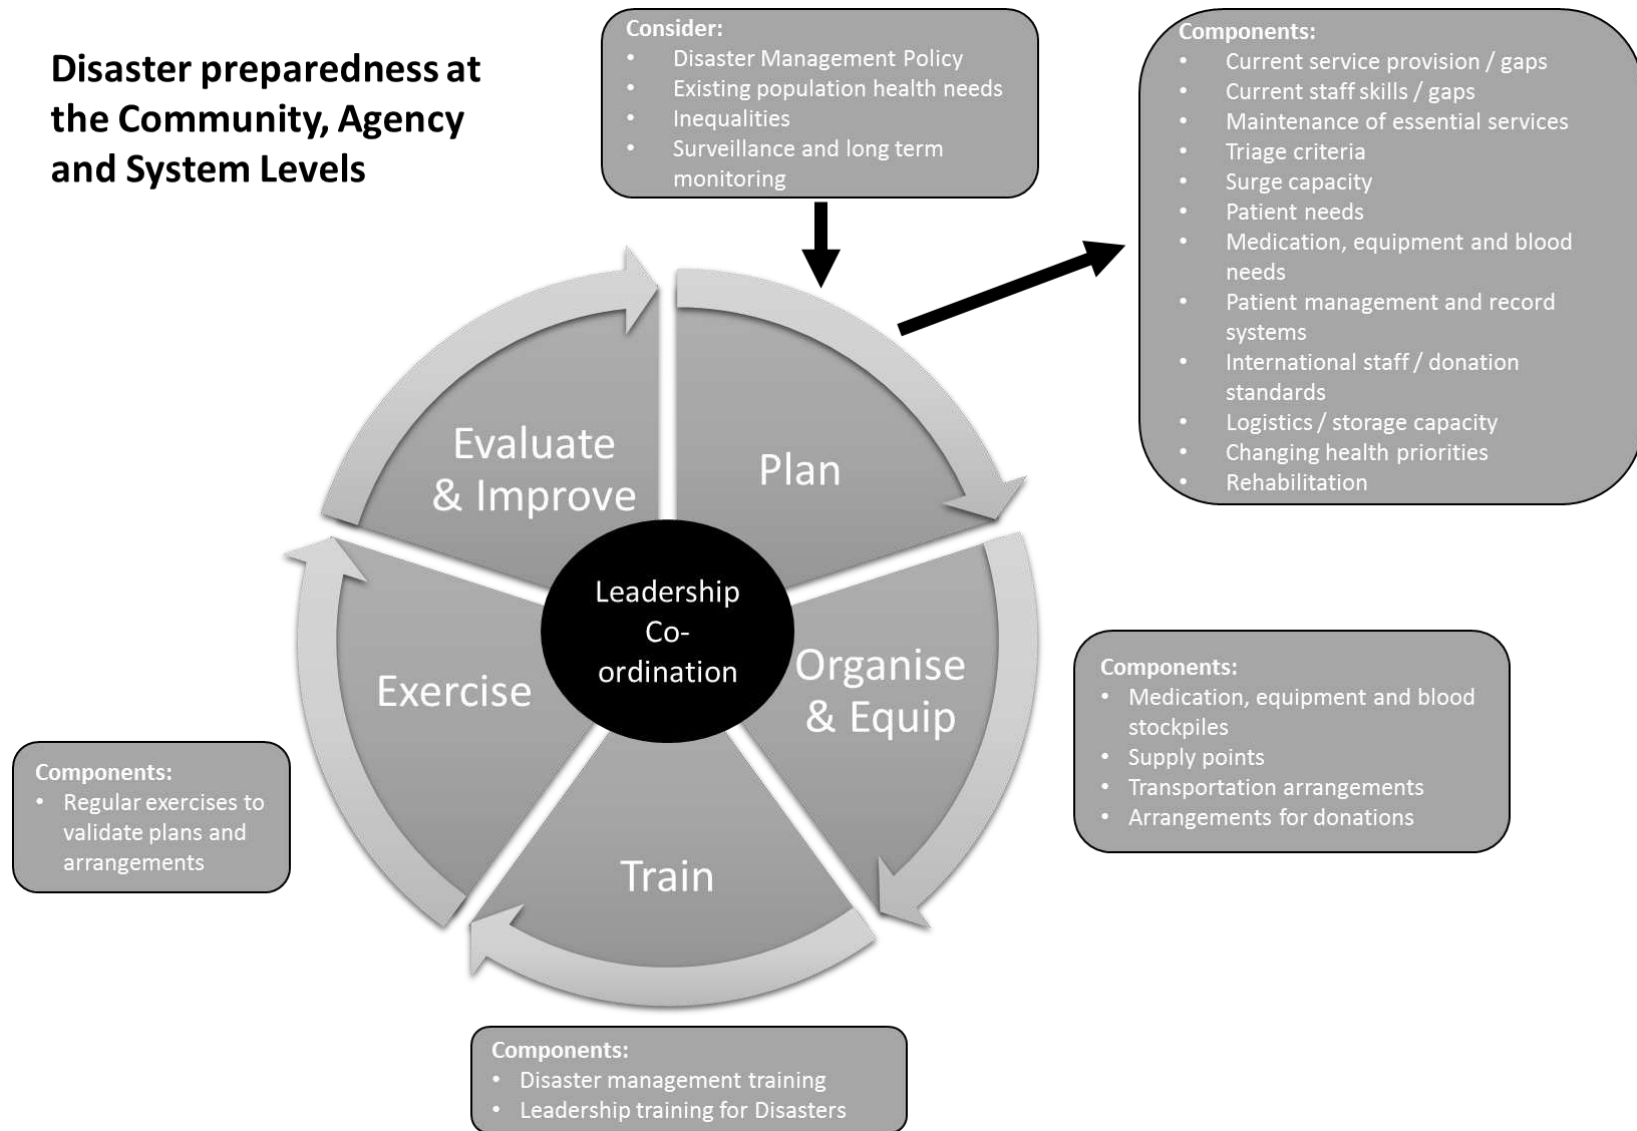 Disaster preparedness at
the Community, Agency
and System Levels
Consider:
• Disaster Management Policy
• Existing population health needs
• Inequalities
• Surveillance and long term
monitoring
Components:
• Current service provision / gaps
• Current staff skills / gaps
• Maintenance of essential services
• Triage criteria
• Surge capacity
• Patient needs
• Medication, equipment and blood
needs
• Patient management and record
systems
• International staff / donation
standards
• Logistics / storage capacity
• Changing health priorities
• Rehabilitation
Evaluate
& Improve
Plan
Leadership
Co-
ordination
Exercise
Organise
& Equip
Train
Components:
• Medication, equipment and blood
stockpiles
• Supply points
• Transportation arrangements
• Arrangements for donations
Components:
• Regular exercises to
validate plans and
arrangements
Components:
• Disaster management training
• Leadership training for Disasters